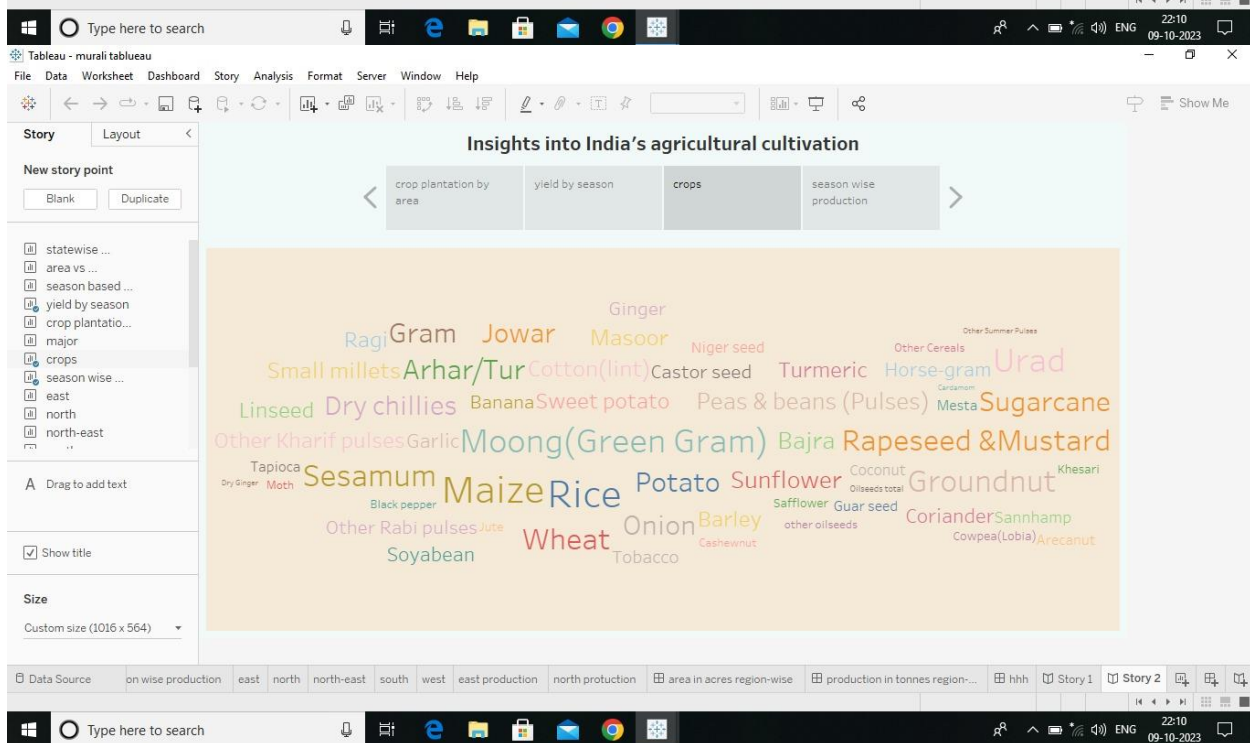 Type here to search
ENG
22:10
09-10-2023
Tableau - murali tablueau
File Data Worksheet Dashboard Story Analysis Format Server Window Help
Show Me
Story Layout
New story point
Blank Duplicate
statewise ...
area vs ...
season based ...
yield by season
crop plantatio...
major
crops
season wise ...
east
north
north-east
A Drag to add text
Show title
Size
Custom size (1016 x 564)
Insights into India's agricultural cultivation
crop plantation by
area
yield by season
crops
season wise
production
Ginger
Ragi Gram Jowar Masoor Niger seed Other Cereals Other Summer Pulses
Small millets Arhar/Tur Cotton(lint) Castor seed Turmeric Horse-gram Urad
Cardamom
Linseed Dry chillies Banana Sweet potato Peas & beans (Pulses) Mesta Sugarcane
Other Kharif pulses Garlic Moong(Green Gram) Bajra Rapeseed &Mustard
Tapioca
Dry Ginger Moth Sesamum Maize Rice Potato Sunflower Coconut Oilseeds total Groundnut Khesari
Black pepper Safflower Guar seed
Other Rabi pulses Jute Wheat Onion Barley other oilseeds Coriander Sannhamp
Cashewnut Cowpea(Lobia) Arecanut
Soyabean Tobacco
Data Source on wise production east north north-east south west east production north protuction area in acres region-wise production in tonnes region-... hhh Story 1 Story 2
Type here to search
ENG
22:10
09-10-2023